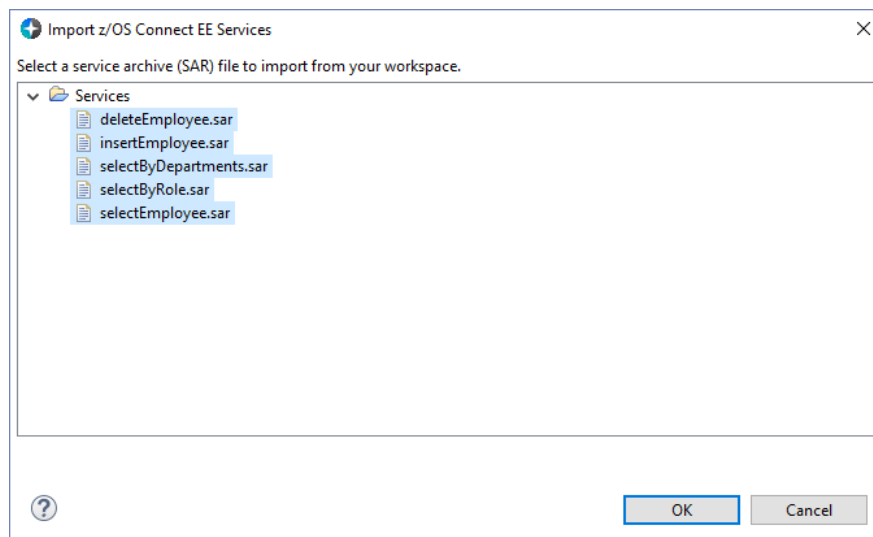 Import z/OS Connect EE Services
Select a service archive (SAR) file to import from your workspace.
Services
deleteEmployee.sar
insertEmployee.sar
selectByDepartments.sar
selectByRole.sar
selectEmployee.sar
?
OK
Cancel